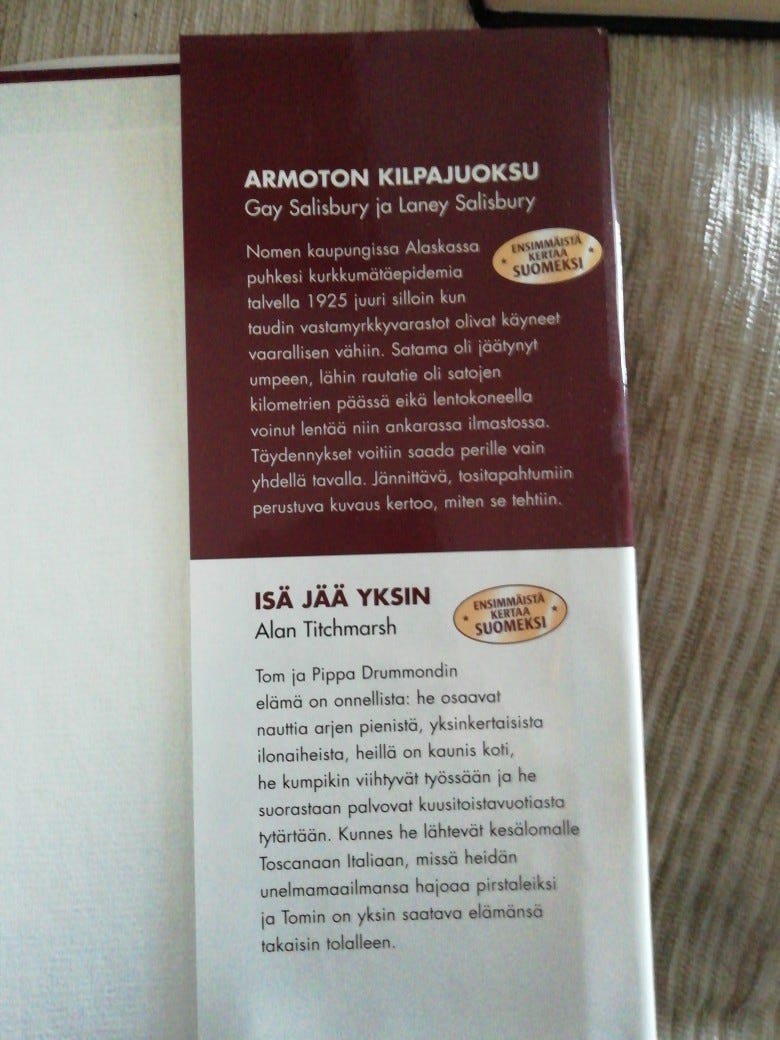 ARMOTON KILPAJUOKSU
Gay Salisbury ja Laney Salisbury
ENSIMMÄISTÄ
KERTAA
SUOMEKSI
Nomen kaupungissa Alaskassa
puhkesi kurkkumätäepidemia
talvella 1925 juuri silloin kun
taudin vastamyrkkyvarastot olivat käyneet
vaarallisen vähiin. Satama oli jäätynyt
umpeen, lähin rautatie oli satojen
kilometrien päässä eikä lentokoneella
voinut lentää niin ankarassa ilmastossa.
Täydennykset voitiin saada perille vain
yhdellä tavalla. Jännittävä, tositapahtumiin
perustuva kuvaus kertoo, miten se tehtiin.
ISÄ JÄÄ YKSIN
Alan Titchmarsh
ENSIMMÄISTÄ
KERTAA
SUOMEKSI
Tom ja Pippa Drummondin
elämä on onnellista: he osaavat
nauttia arjen pienistä, yksinkertaisista
ilonaiheista, heillä on kaunis koti,
he kumpikin viihtyvät työssään ja he
suorastaan palvovat kuusitoistavuotiasta
tytärtään. Kunnes he lähtevät kesälomalle
Toscanaan Italiaan, missä heidän
unelmamaailmansa hajoaa pirstaleiksi
ja Tomin on yksin saatava elämänsä
takaisin tolalleen.